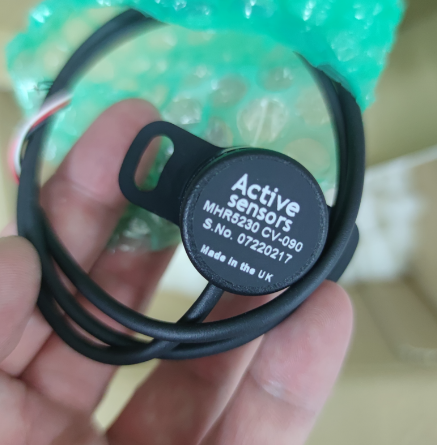 Active
sensors
MHR5230 CV-090
S.No. 07220217
Made in the UK